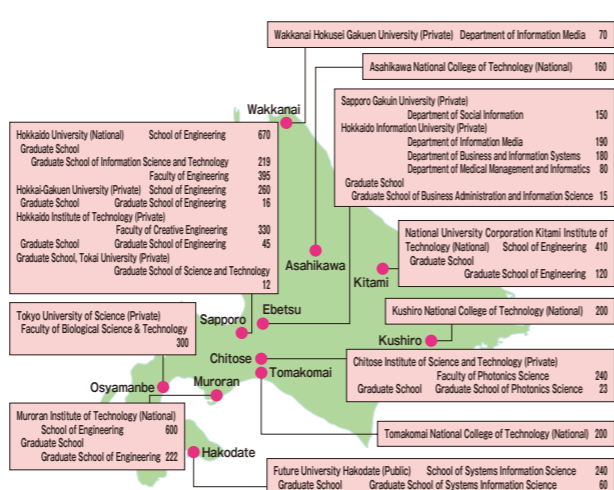 Wakkanai Hokusei Gakuen University (Private) Department of Information Media 70
Asahikawa National College of Technology (National) 160
Sapporo Gakuin University (Private)
Department of Social Information 150
Hokkaido Information University (Private)
Department of Information Media 190
Department of Business and Information Systems 180
Department of Medical Management and Informatics 80
Graduate School
Graduate School of Business Administration and Information Science 15
Wakkanai
Hokkaido University (National) School of Engineering 670
Graduate School
Graduate School of Information Science and Technology 219
Faculty of Engineering 395
Hokkai-Gakuen University (Private) School of Engineering 260
Graduate School Graduate School of Engineering 16
Hokkaido Institute of Technology (Private)
Faculty of Creative Engineering 330
Graduate School Graduate School of Engineering 45
Graduate School, Tokai University (Private)
Graduate School of Science and Technology
12
National University Corporation Kitami Institute of
Technology (National) School of Engineering 410
Graduate School
Graduate School of Engineering 120
Asahikawa
Kitami
Kushiro National College of Technology (National) 200
Tokyo University of Science (Private)
Faculty of Biological Science & Technology
300
Sapporo
Ebetsu
Kushiro
Chitose
Tomakomai
Chitose Institute of Science and Technology (Private)
Faculty of Photonics Science 240
Graduate School Graduate School of Photonics Science 23
Osyamanbe
Muroran
Muroran Institute of Technology (National)
School of Engineering 600
Graduate School
Graduate School of Engineering 222
Tomakomai National College of Technology (National) 200
Hakodate
Future University Hakodate (Public) School of Systems Information Science 240
Graduate School Graduate School of Systems Information Science 60